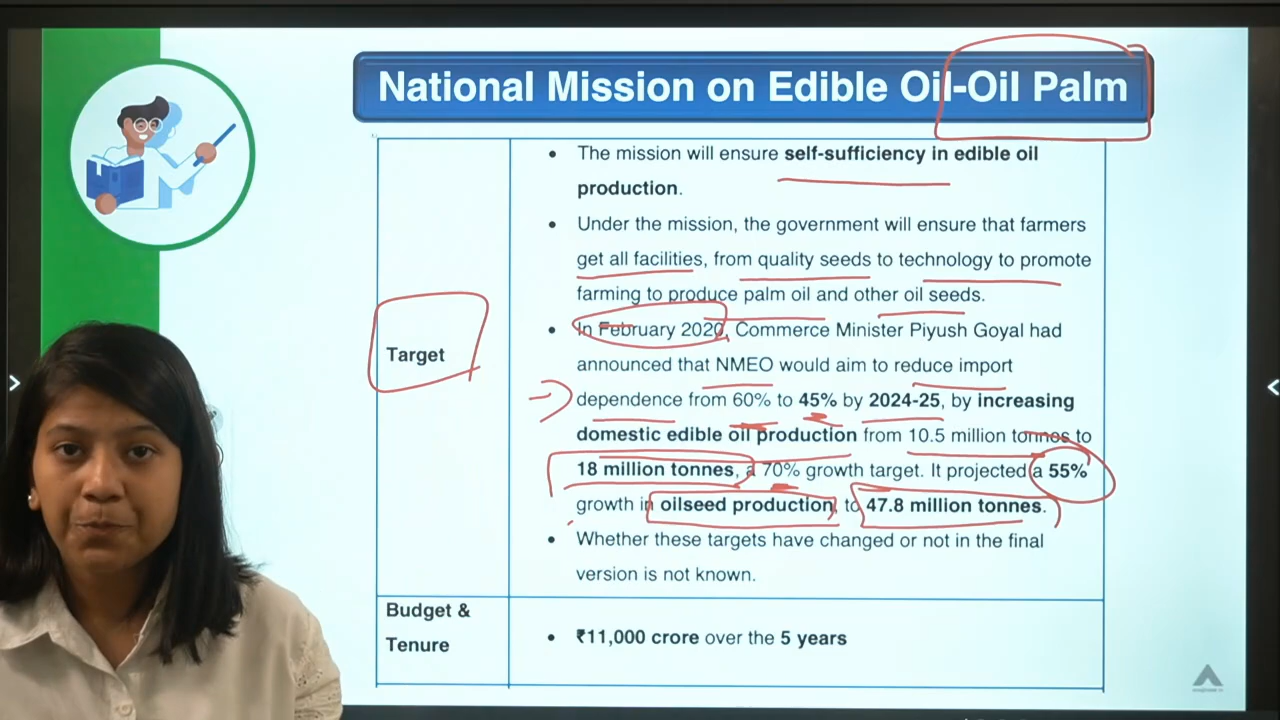 National Mission on Edible Oil-Oil Palm
• The mission will ensure self-sufficiency in edible oil
production.
• Under the mission, the government will ensure that farmers
get all facilities, from quality seeds to technology to promote
farming to produce palm oil and other oil seeds.
• In February 2020, Commerce Minister Piyush Goyal had
announced that NMEO would aim to reduce import
Target
dependence from 60% to 45% by 2024-25, by increasing
domestic edible oil production from 10.5 million tonnes to
18 million tonnes, a 70% growth target. It projected a 55%
growth in oilseed production, to 47.8 million tonnes.
• Whether these targets have changed or not in the final
version is not known.
Budget &
Tenure
• ₹11,000 crore over the 5 years